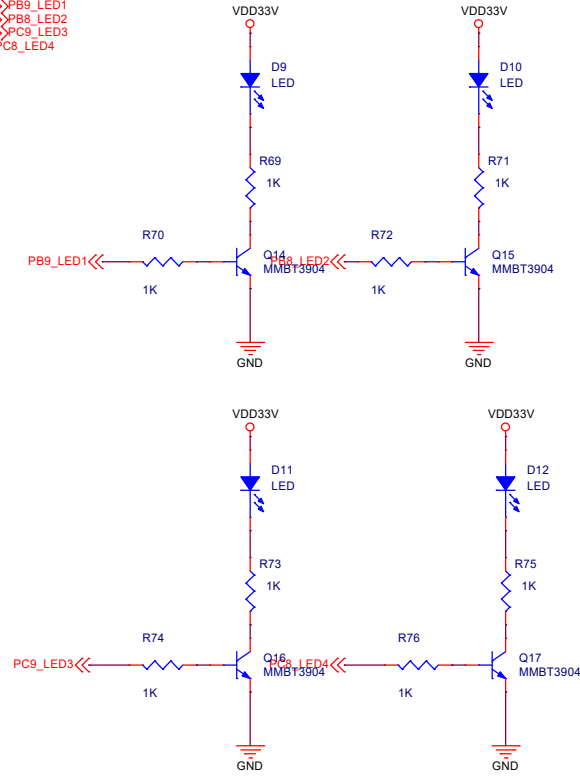 PB9_LED1
PB8_LED2
PC9_LED3
PC8_LED4
VDD33V
VDD33V
D9
LED
D10
LED
R69
1K
R71
1K
R70
R72
PB9_LED1
Q14
PB8_LED2
Q15
MMBT3904
MMBT3904
1K
1K
GND
GND
VDD33V
VDD33V
D11
LED
D12
LED
R73
1K
R75
1K
R74
R76
PC9_LED3
Q16
PC8_LED4
Q17
MMBT3904
MMBT3904
1K
1K
GND
GND